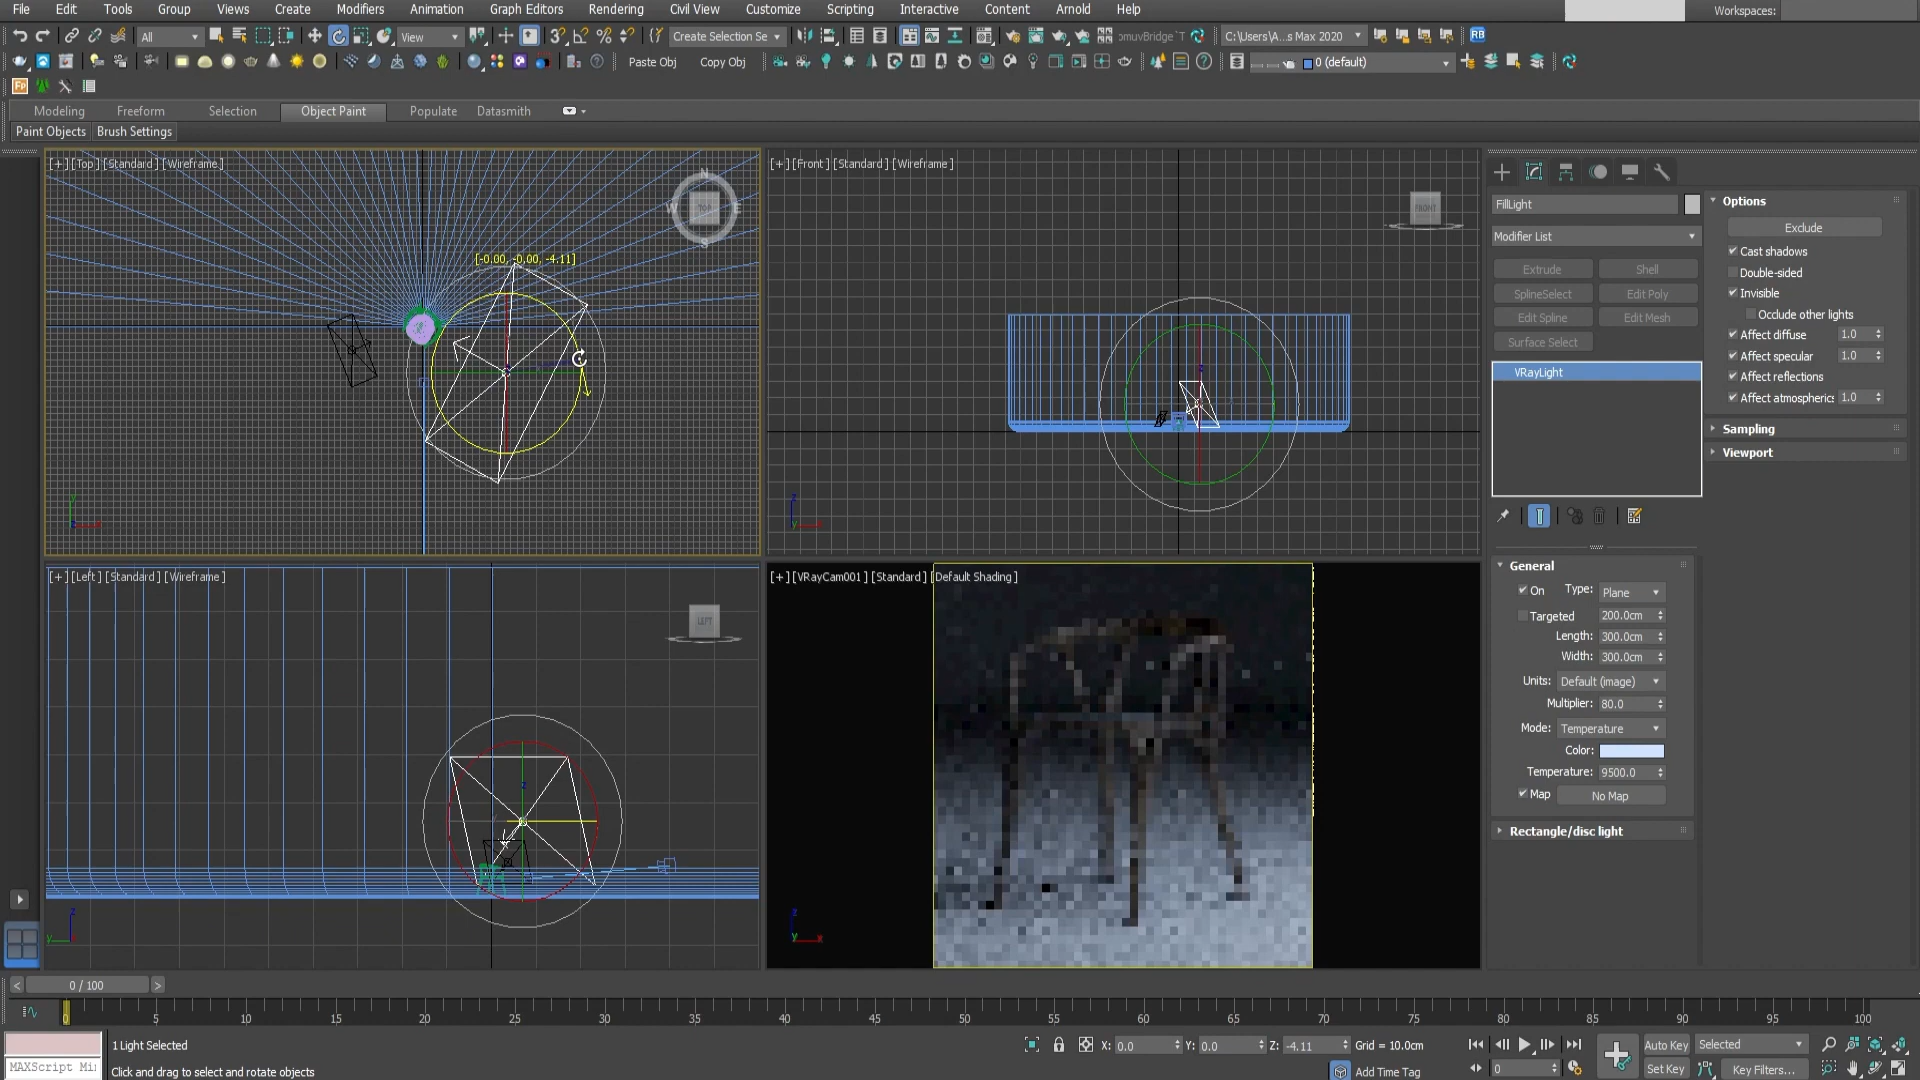 File Edit Tools Group Views Create Modifiers Animation Graph Editors Rendering Civil View Customize Scripting Interactive Content Arnold Help Workspaces:
All View Create Selection Se C:\Users\A...s Max 2020 RB
Paste Obj Copy Obj 0 (default)
Fp
Modeling Freeform Selection Object Paint Populate Datasmith
Paint Objects Brush Settings
[+][Top][Standard][Wireframe]
N
W TOP E
S
[-0.00, -0.00, -4.11]
y
z x
[+][Front][Standard][Wireframe]
FRONT
z
y x
[+][Left][Standard][Wireframe]
LEFT
z
y
[+][VRayCam001][Standard][Default Shading]
z
y x
FillLight
Modifier List
Extrude Shell
SplineSelect Edit Poly
Edit Spline Edit Mesh
Surface Select
VRayLight
General
On Type: Plane
Targeted 200.0cm
Length: 300.0cm
Width: 300.0cm
Units: Default (image)
Multiplier: 80.0
Mode: Temperature
Color:
Temperature: 9500.0
Map No Map
Rectangle/disc light
Options
Exclude
Cast shadows
Double-sided
Invisible
Occlude other lights
Affect diffuse 1.0
Affect specular 1.0
Affect reflections
Affect atmospherics 1.0
Sampling
Viewport
< 0 / 100 >
0 5 10 15 20 25 30 35 40 45 50 55 60 65 70 75 80 85 90 95 100
1 Light Selected X: 0.0 Y: 0.0 Z: -4.11 Grid = 10.0cm Auto Key Selected
MAXScript Mi
Click and drag to select and rotate objects Add Time Tag 0 Set Key Key Filters...